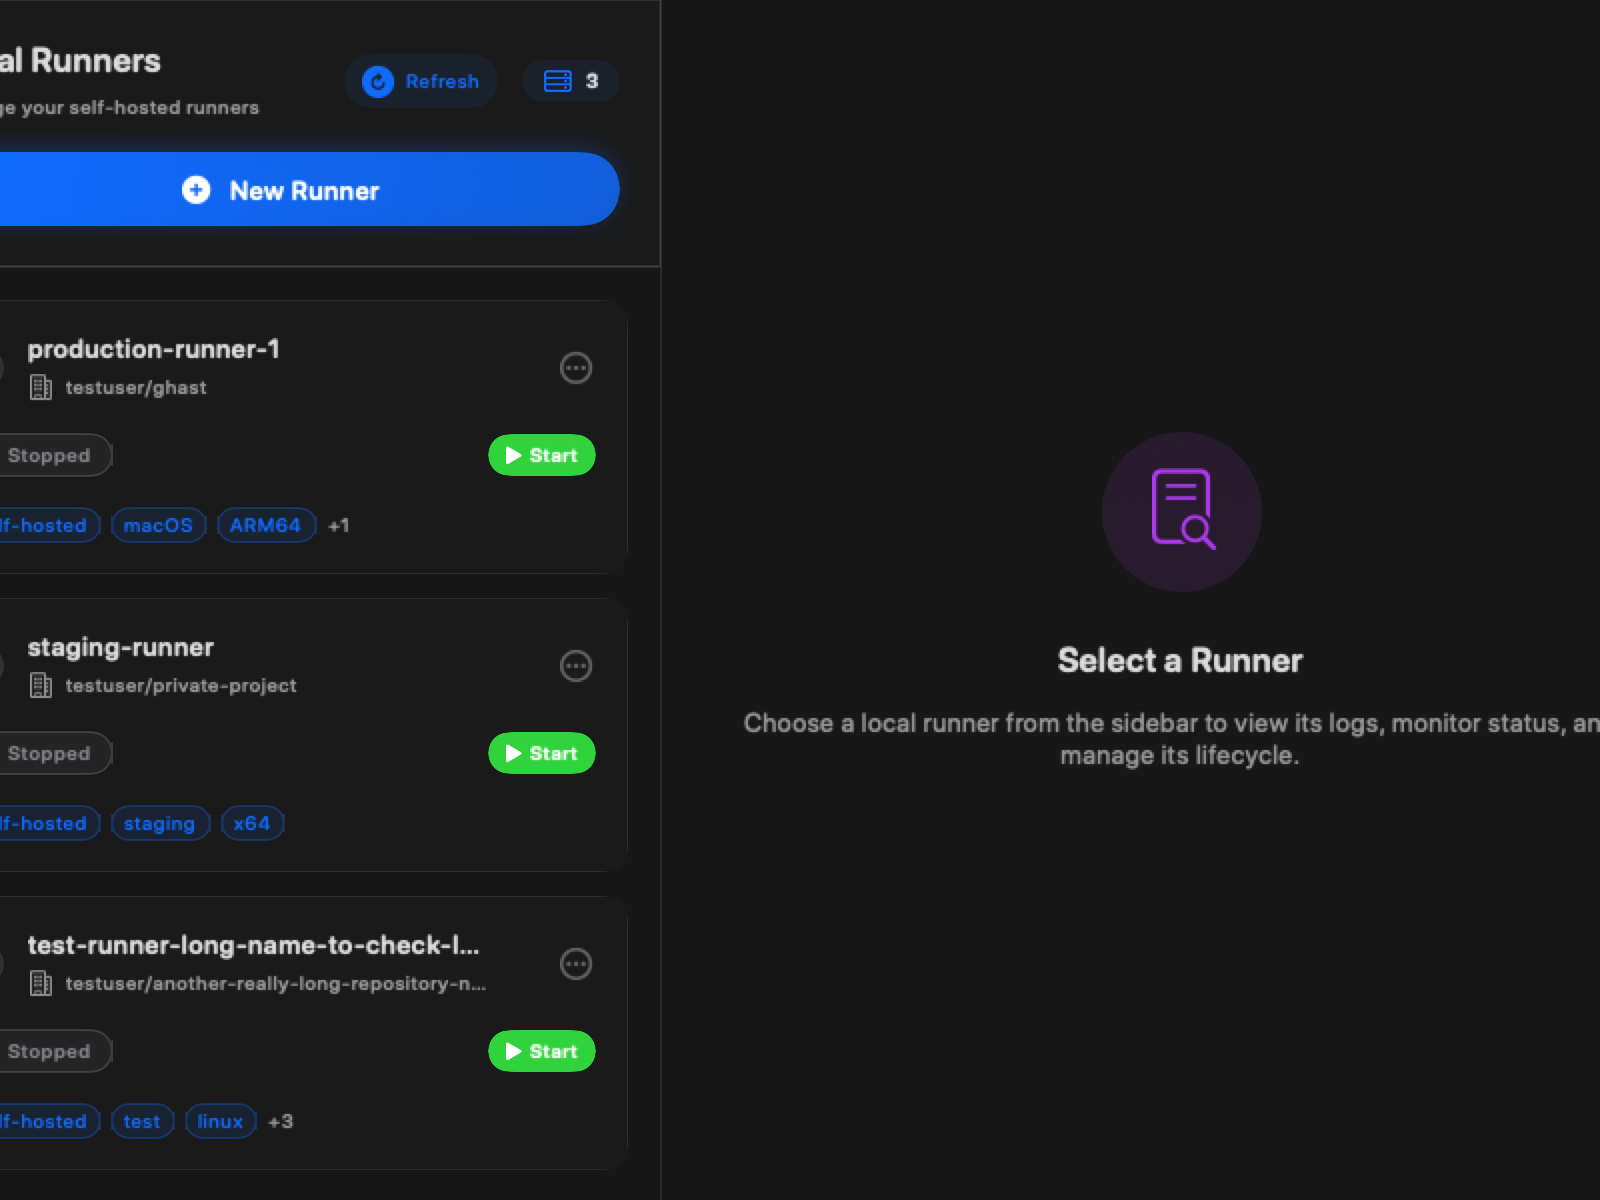 al Runners
ge your self-hosted runners
Refresh
3
New Runner
production-runner-1
testuser/ghast
Stopped
Start
lf-hosted
macOS
ARM64
+1
staging-runner
testuser/private-project
Stopped
Start
lf-hosted
staging
x64
test-runner-long-name-to-check-l...
testuser/another-really-long-repository-n...
Stopped
Start
lf-hosted
test
linux
+3
Select a Runner
Choose a local runner from the sidebar to view its logs, monitor status, an
manage its lifecycle.